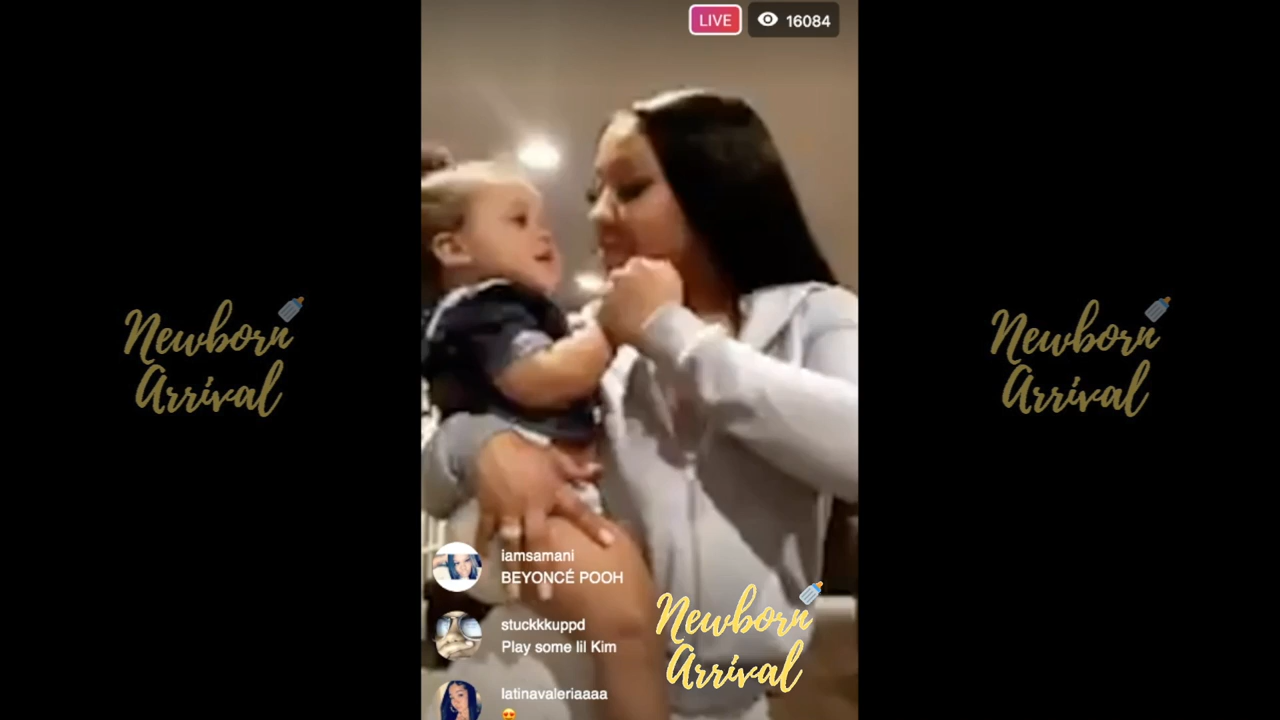 LIVE 16084
Newborn
Arrival
Newborn
Arrival
iamsamani
BEYONCÉ POOH
stuckkkuppd
Play some lil Kim
Newborn
Arrival
latinavaleriaaaa
😍